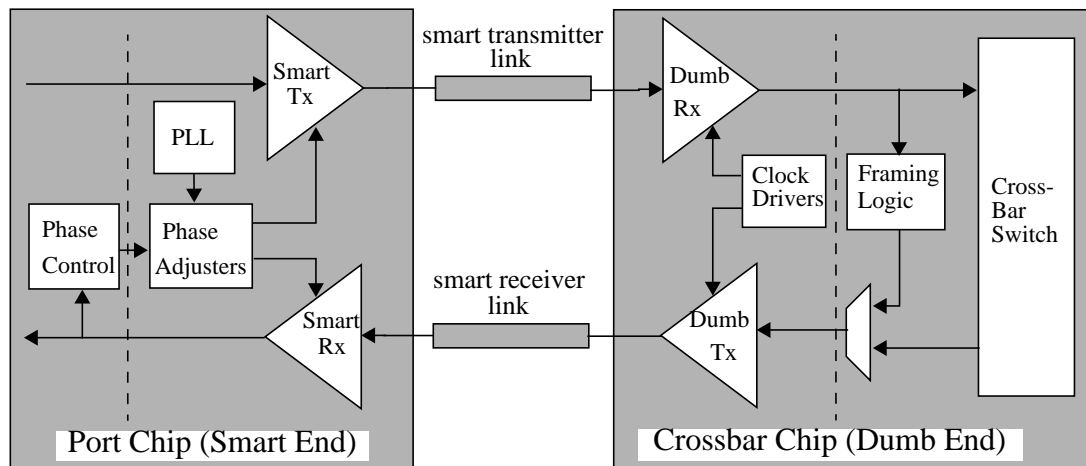 smart transmitter
link
Smart
Tx
PLL
Phase
Control
Phase
Adjusters
Smart
Rx
smart receiver
link
Dumb
Rx
Clock
Drivers
Framing
Logic
Cross-
Bar
Switch
Dumb
Tx
Port Chip (Smart End)
Crossbar Chip (Dumb End)